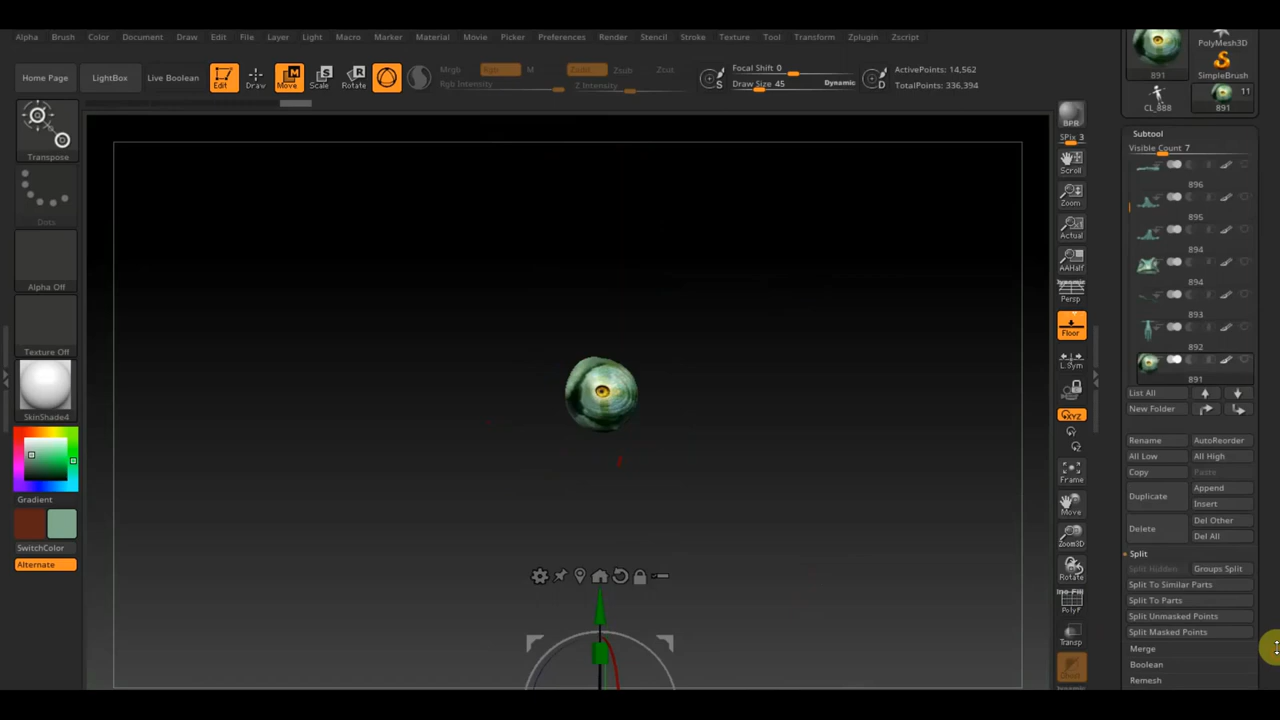 Alpha Brush Color Document Draw Edit File Layer Light Macro Marker Material Movie Picker Preferences Render Stencil Stroke Texture Tool Transform Zplugin Zscript
Home Page
LightBox
Live Boolean
Edit
Draw
Move
Scale
Rotate
Mrgb Rgb M
Rgb Intensity
Zadd Zsub Zcut
Z Intensity
Focal Shift 0
Draw Size 45 Dynamic
S
D
ActivePoints: 14,562
TotalPoints: 336,394
Transpose
Dots
Alpha Off
Texture Off
SkinShade4
Gradient
SwitchColor
Alternate
BPR
SPix 3
Scroll
Zoom
Actual
AAHalf
Dynamic
Persp
Floor
L.Sym
XYZ
Frame
Move
Zoom3D
Rotate
Line Fill
PolyF
Transp
Dynamic
891
PolyMesh3D
SimpleBrush
CL_888
11
891
Subtool
Visible Count 7
896
895
894
894
893
892
891
List All
New Folder
Rename AutoReorder
All Low All High
Copy Paste
Duplicate Append
Insert
Delete Del Other
Del All
Split
Split Hidden Groups Split
Split To Similar Parts
Split To Parts
Split Unmasked Points
Split Masked Points
Merge
Boolean
Remesh